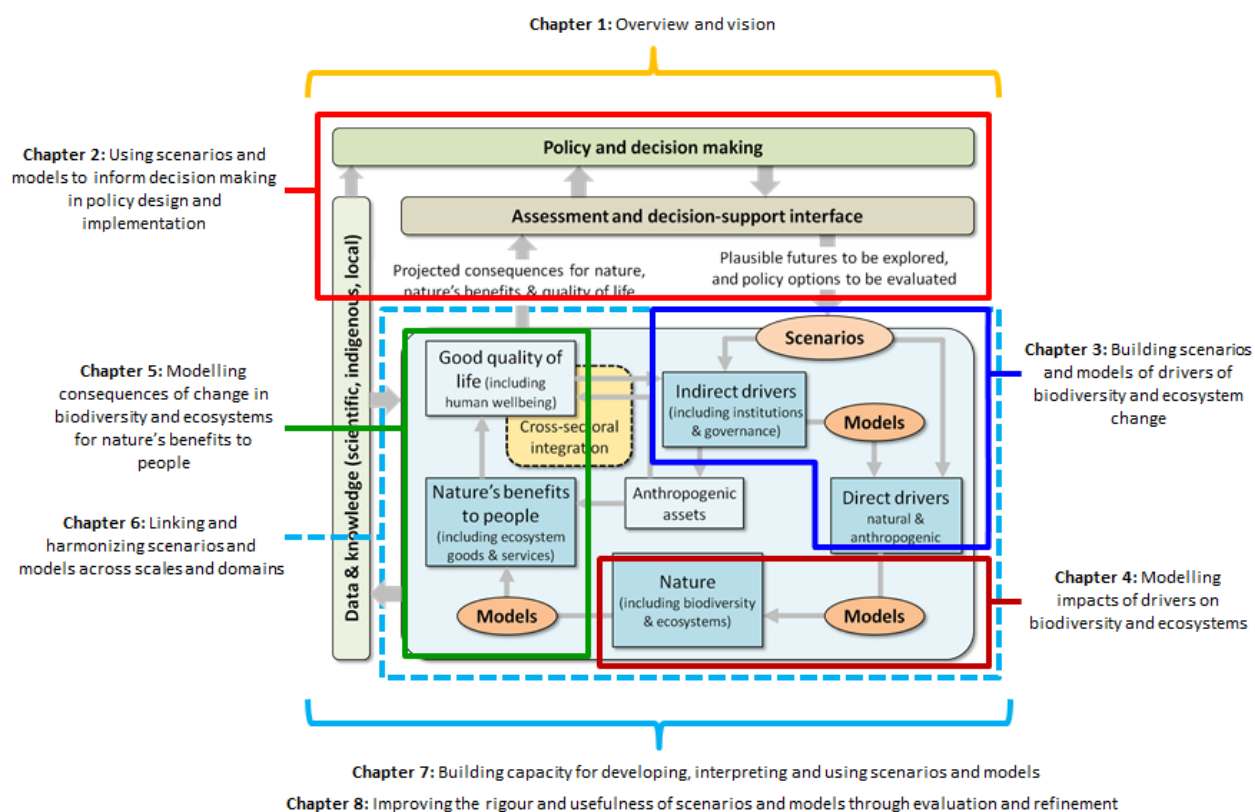 Chapter 1: Overview and vision
Policy and decision making
Chapter 2: Using scenarios and
models to inform decision making
in policy design and
implementation
Assessment and decision-support interface
Data & knowledge (scientific, indigenous, local)
Projected consequences for nature,
nature's benefits & quality of life
Plausible futures to be explored,
and policy options to be evaluated
Scenarios
Good quality of
life (including
human wellbeing)
Cross-sectoral
integration
Indirect drivers
(including institutions
& governance)
Models
Chapter 3: Building scenarios
and models of drivers of
biodiversity and ecosystem
change
Chapter 5: Modelling
consequences of change in
biodiversity and ecosystems
for nature's benefits to
people
Nature's benefits
to people
(including ecosystem
goods & services)
Anthropogenic
assets
Direct drivers
natural &
anthropogenic
Chapter 6: Linking and
harmonizing scenarios and
models across scales and domains
Models
Nature
(including biodiversity
& ecosystems)
Models
Chapter 4: Modelling
impacts of drivers on
biodiversity and ecosystems
Chapter 7: Building capacity for developing, interpreting and using scenarios and models
Chapter 8: Improving the rigour and usefulness of scenarios and models through evaluation and refinement